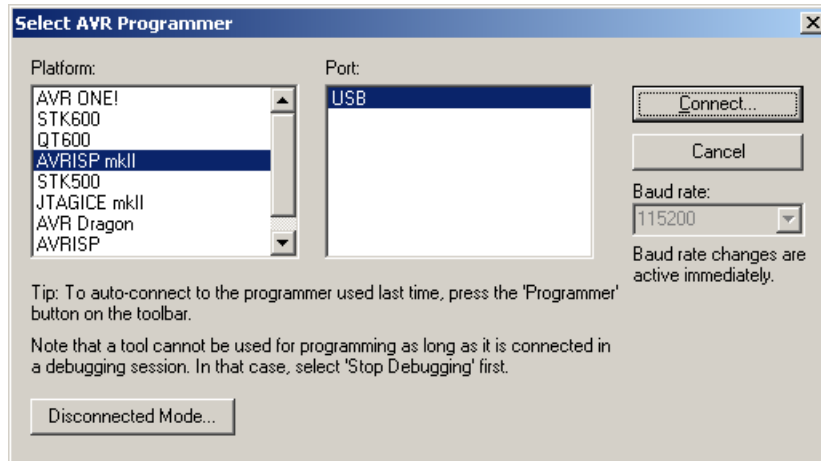 Select AVR Programmer
Platform:
AVR ONE!
STK600
QT600
AVRISP mkII
STK500
JTAGICE mkII
AVR Dragon
AVRISP
Port:
USB
Connect...
Cancel
Baud rate:
115200
Baud rate changes are
active immediately.
Tip: To auto-connect to the programmer used last time, press the 'Programmer'
button on the toolbar.
Note that a tool cannot be used for programming as long as it is connected in
a debugging session. In that case, select 'Stop Debugging' first.
Disconnected Mode...